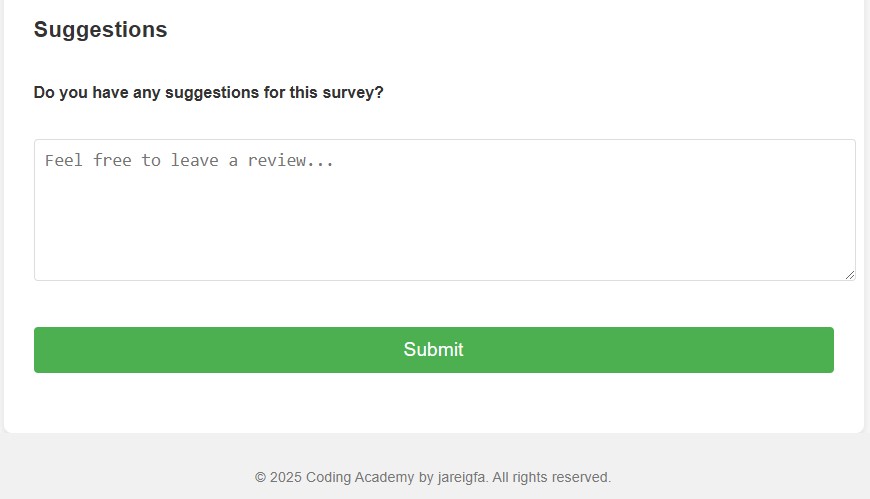 Suggestions
Do you have any suggestions for this survey?
Feel free to leave a review...
Submit
© 2025 Coding Academy by jareigfa. All rights reserved.